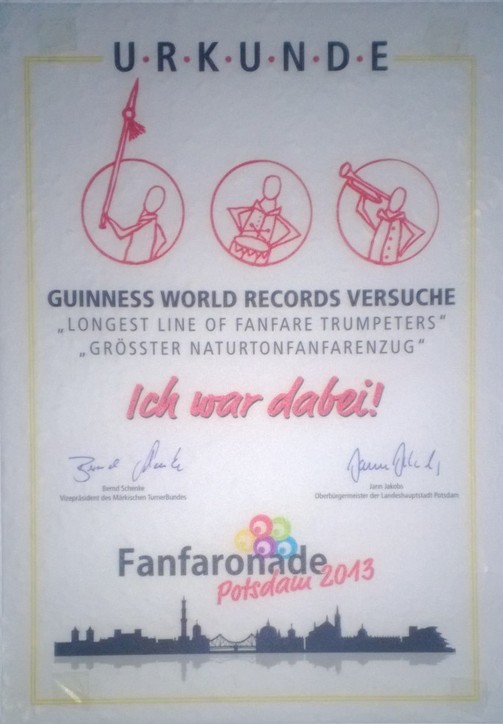 U·R·K·U·N·D·E
GUINNESS WORLD RECORDS VERSUCHE
„LONGEST LINE OF FANFARE TRUMPETERS“
„GRÖSSTER NATURTONFANFARENZUG“
Ich war dabei!
Bernd Schenke
Vizepräsident des Märkischen Turnerbundes
Jann Jakobs
Oberbürgermeister der Landeshauptstadt Potsdam
Fanfaronade
Potsdam 2013